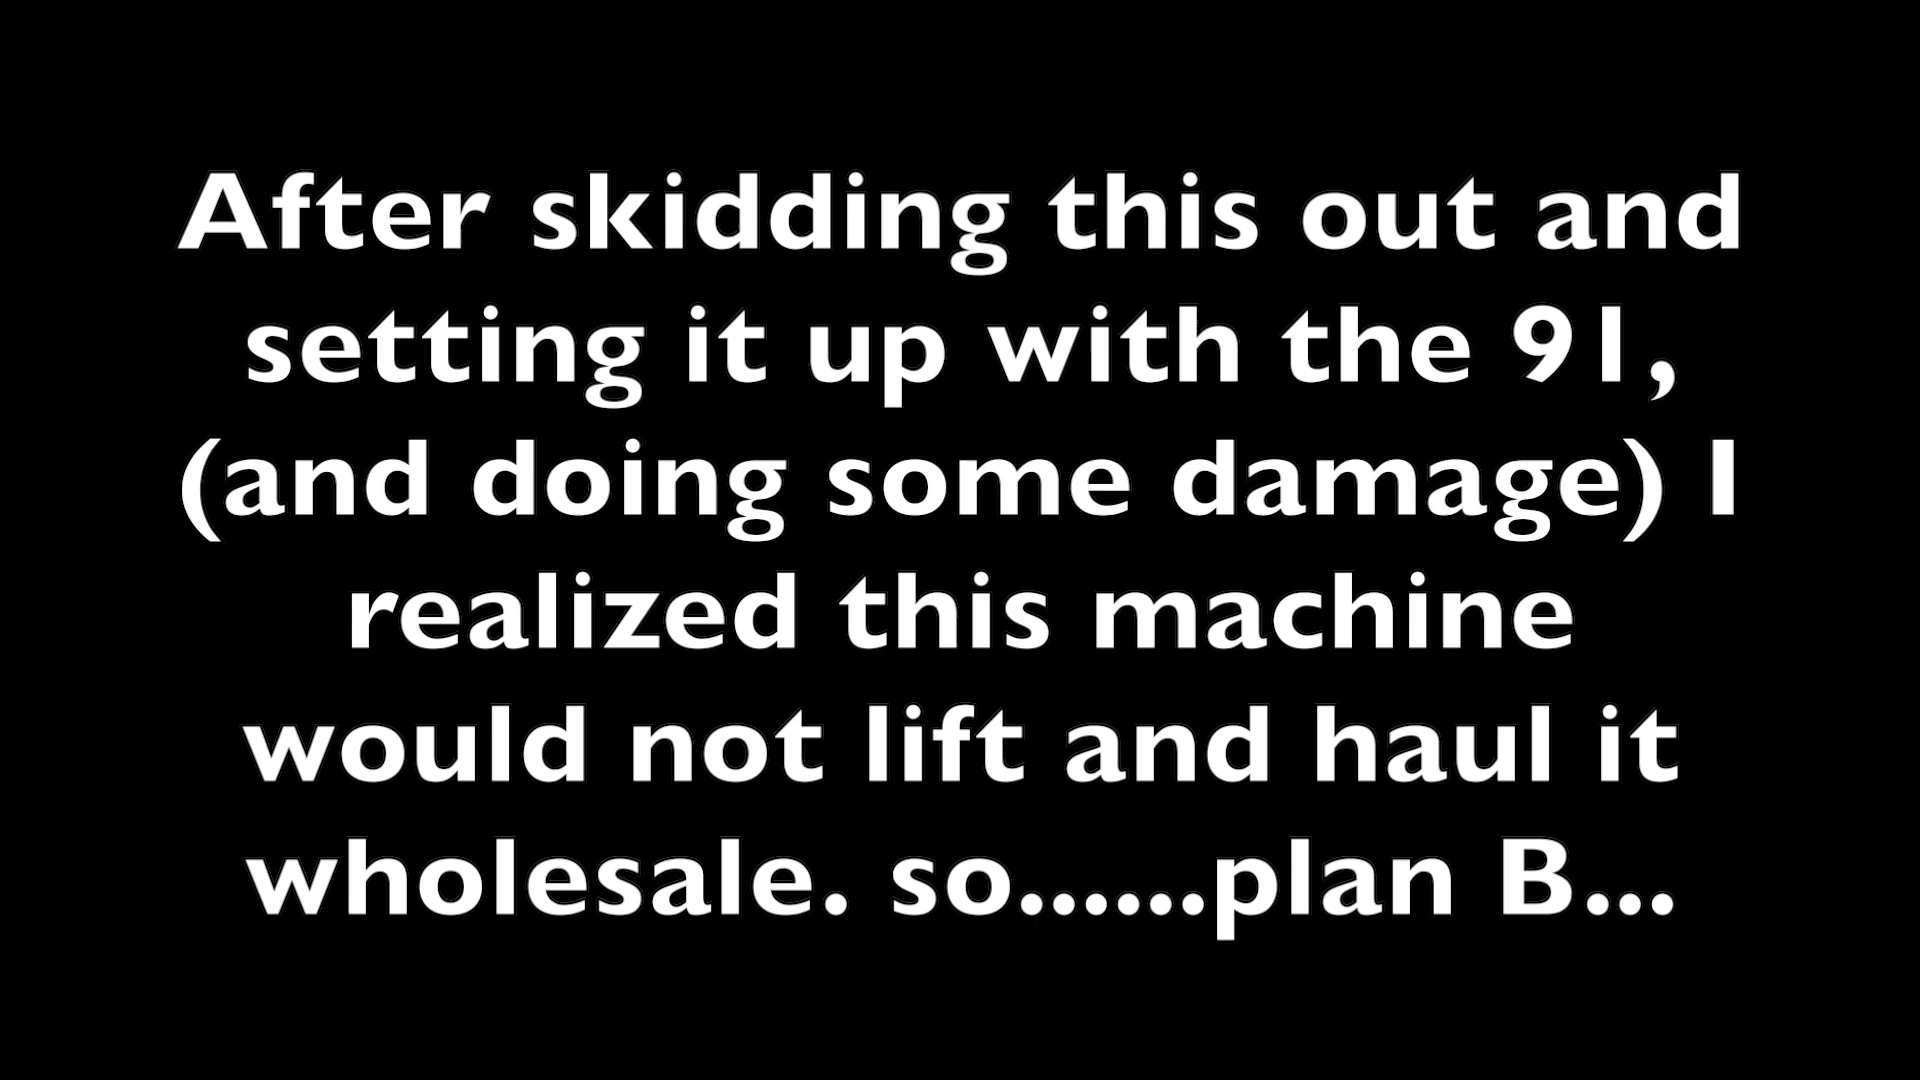 After skidding this out and
setting it up with the 91,
(and doing some damage) I
realized this machine
would not lift and haul it
wholesale. so......plan B...